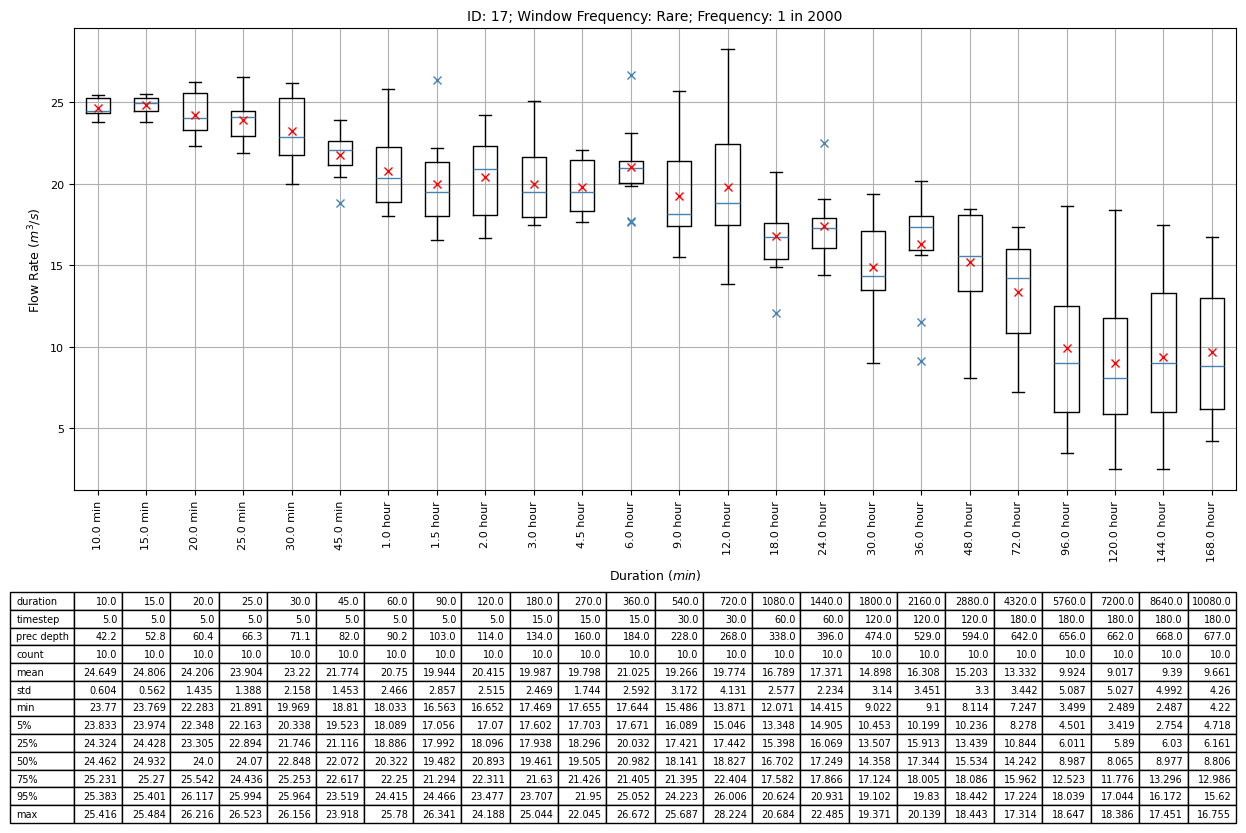 ID: 17; Window Frequency: Rare; Frequency: 1 in 2000
25
20
15
10
5
Flow Rate (m³/s)
10.0 min
15.0 min
20.0 min
25.0 min
30.0 min
45.0 min
1.0 hour
1.5 hour
2.0 hour
3.0 hour
4.5 hour
6.0 hour
9.0 hour
12.0 hour
18.0 hour
24.0 hour
30.0 hour
36.0 hour
48.0 hour
72.0 hour
96.0 hour
120.0 hour
144.0 hour
168.0 hour
Duration (min)
duration 10.0 15.0 20.0 25.0 30.0 45.0 60.0 90.0 120.0 180.0 270.0 360.0 540.0 720.0 1080.0 1440.0 1800.0 2160.0 2880.0 4320.0 5760.0 7200.0 8640.0 10080.0
timestep 5.0 5.0 5.0 5.0 5.0 5.0 5.0 5.0 5.0 15.0 15.0 15.0 30.0 30.0 60.0 60.0 120.0 120.0 120.0 180.0 180.0 180.0 180.0 180.0
prec depth 42.2 52.8 60.4 66.3 71.1 82.0 90.2 103.0 114.0 134.0 160.0 184.0 228.0 268.0 338.0 396.0 474.0 529.0 594.0 642.0 656.0 662.0 668.0 677.0
count 10.0 10.0 10.0 10.0 10.0 10.0 10.0 10.0 10.0 10.0 10.0 10.0 10.0 10.0 10.0 10.0 10.0 10.0 10.0 10.0 10.0 10.0 10.0 10.0
mean 24.649 24.806 24.206 23.904 23.22 21.774 20.75 19.944 20.415 19.987 19.798 21.025 19.266 19.774 16.789 17.371 14.898 16.308 15.203 13.332 9.924 9.017 9.39 9.661
std 0.604 0.562 1.435 1.388 2.158 1.453 2.466 2.857 2.515 2.469 1.744 2.592 3.172 4.131 2.577 2.234 3.14 3.451 3.3 3.442 5.087 5.027 4.992 4.26
min 23.77 23.769 22.283 21.891 19.969 18.81 18.033 16.563 16.652 17.469 17.655 17.644 15.486 13.871 12.071 14.415 9.022 9.1 8.114 7.247 3.499 2.489 2.487 4.22
5% 23.833 23.974 22.348 22.163 20.338 19.523 18.089 17.056 17.07 17.602 17.703 17.671 16.089 15.046 13.348 14.905 10.453 10.199 10.236 8.278 4.501 3.419 2.754 4.718
25% 24.324 24.428 23.305 22.894 21.746 21.116 18.886 17.992 18.096 17.938 18.296 20.032 17.421 17.442 15.398 16.069 13.507 15.913 13.439 10.844 6.011 5.89 6.03 6.161
50% 24.462 24.932 24.0 24.07 22.848 22.072 20.322 19.482 20.893 19.461 19.505 20.982 18.141 18.827 16.702 17.249 14.358 17.344 15.534 14.242 8.987 8.065 8.977 8.806
75% 25.231 25.27 25.542 24.436 25.253 22.617 22.25 21.294 22.311 21.63 21.426 21.405 21.395 22.404 17.582 17.866 17.124 18.005 18.086 15.962 12.523 11.776 13.296 12.986
95% 25.383 25.401 26.117 25.994 25.964 23.519 24.415 24.466 23.477 23.707 21.95 25.052 24.223 26.006 20.624 20.931 19.102 19.83 18.442 17.224 18.039 17.044 16.172 15.62
max 25.416 25.484 26.216 26.523 26.156 23.918 25.78 26.341 24.188 25.044 22.045 26.672 25.687 28.224 20.684 22.485 19.371 20.139 18.443 17.314 18.647 18.386 17.451 16.755